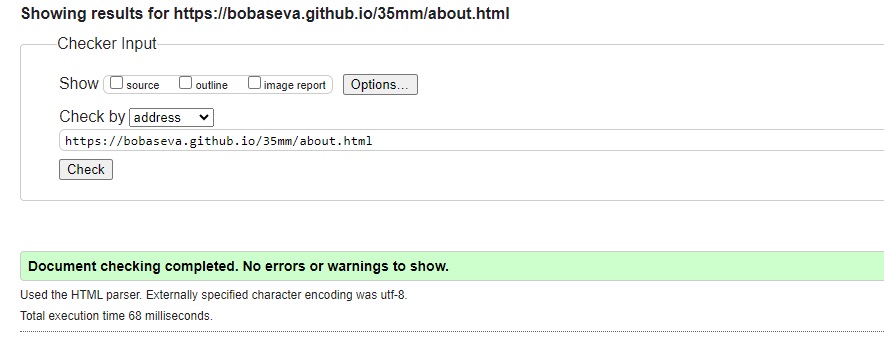 Showing results for https://bobaseva.github.io/35mm/about.html
Checker Input
Show source outline image report Options...
Check by address
https://bobaseva.github.io/35mm/about.html
Check
Document checking completed. No errors or warnings to show.
Used the HTML parser. Externally specified character encoding was utf-8.
Total execution time 68 milliseconds.